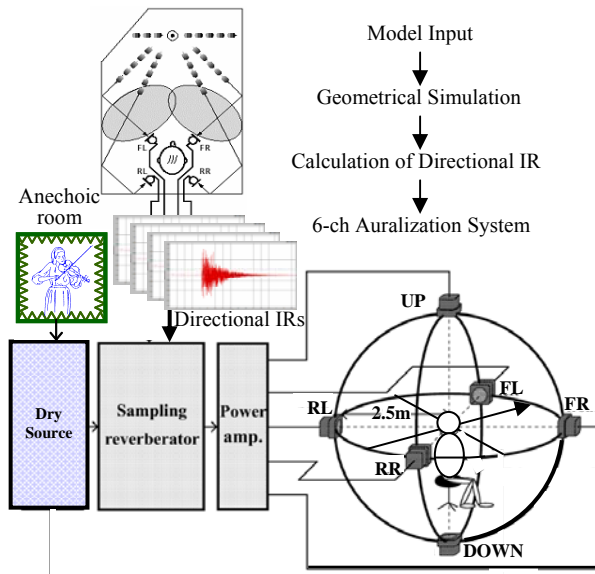 Model Input
Geometrical Simulation
Calculation of Directional IR
6-ch Auralization System
FL
FR
RL
RR
Anechoic
room
Directional IRs
Dry
Source
Sampling
reverberator
Power
amp.
UP
FL
RL
2.5m
FR
RR
DOWN